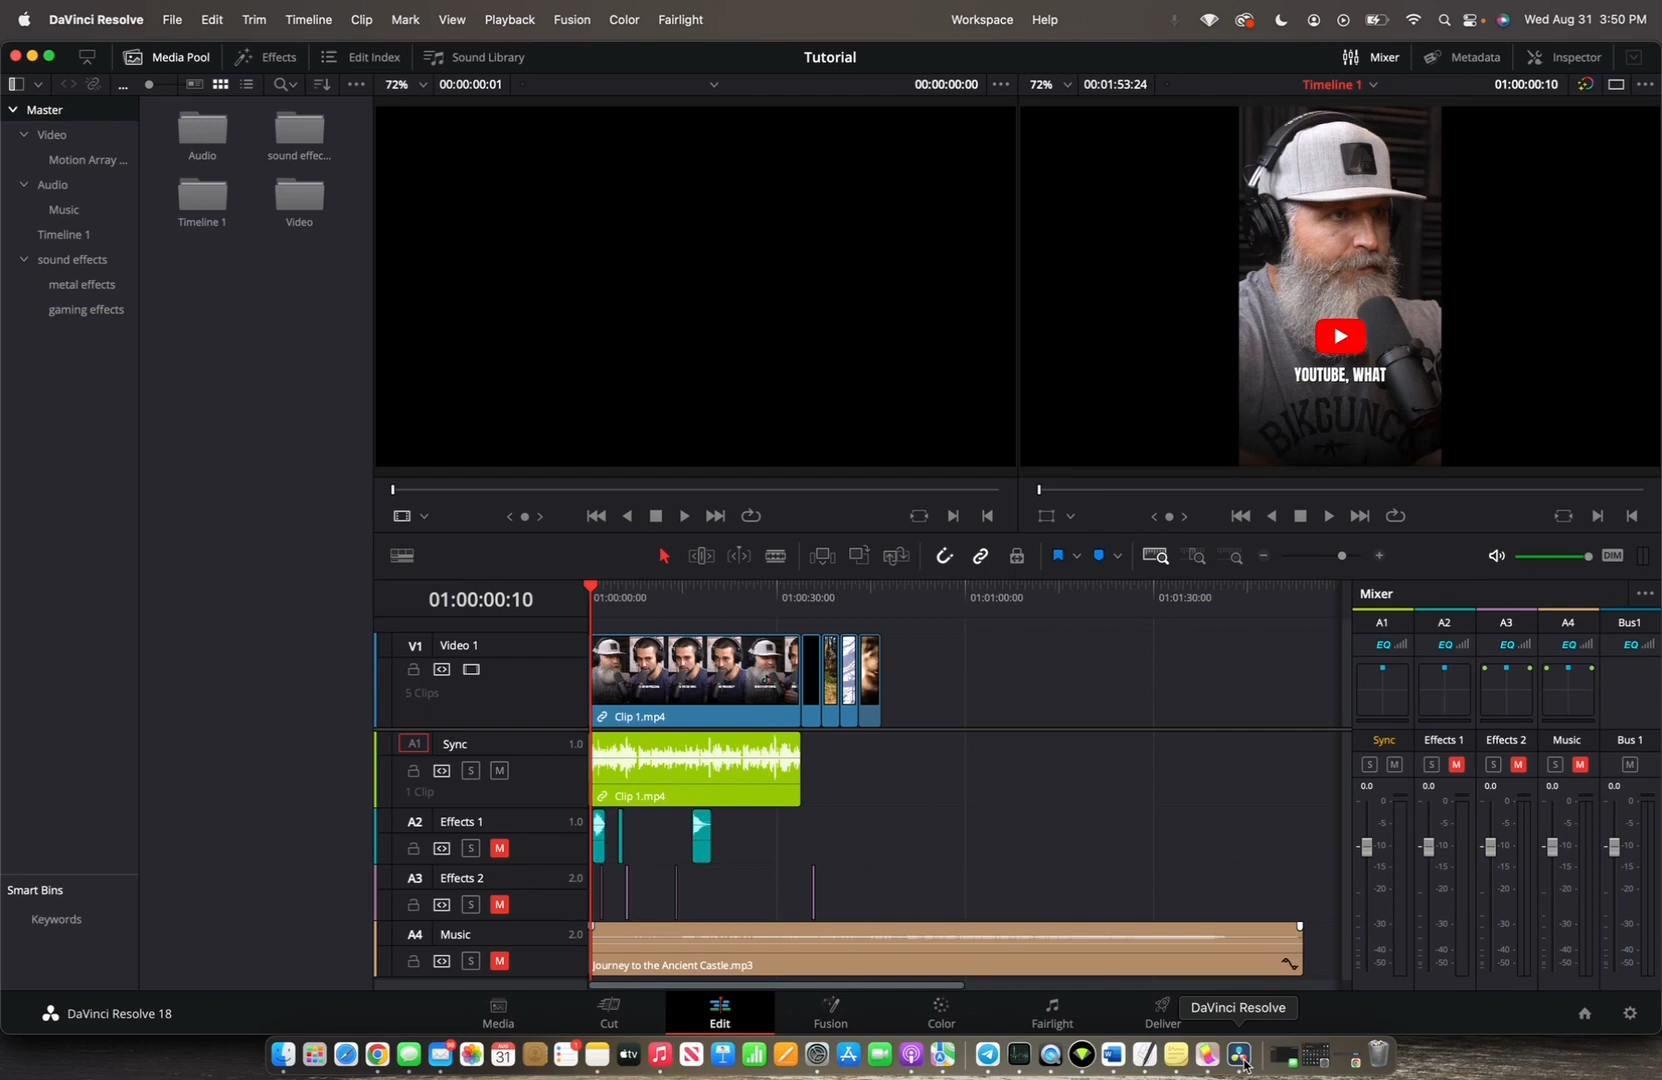 DaVinci Resolve File Edit Trim Timeline Clip Mark View Playback Fusion Color Fairlight Workspace Help Wed Aug 31 3:50 PM
Media Pool Effects Edit Index Sound Library Tutorial Mixer Metadata Inspector
72% 00:00:00:01 00:00:00:00 72% 00:01:53:24 Timeline 1 01:00:00:10
Master
Video
Motion Array ...
Audio
Music
Timeline 1
sound effects
metal effects
gaming effects
Audio sound effec...
Timeline 1 Video
YOUTUBE, WHAT
DIM
01:00:00:10
01:00:00:00 01:00:30:00 01:01:00:00 01:01:30:00
V1 Video 1
5 Clips
Clip 1.mp4
A1 Sync 1.0
S M
1 Clip
Clip 1.mp4
A2 Effects 1 1.0
S M
A3 Effects 2 2.0
S M
A4 Music 2.0
S M
Journey to the Ancient Castle.mp3
Mixer
A1 A2 A3 A4 Bus1
EQ EQ EQ EQ EQ
Sync Effects 1 Effects 2 Music Bus 1
S M S M S M S M M
0.0 0.0 0.0 0.0 0.0
0 0 0 0 0
-5 -5 -5 -5 -5
-10 -10 -10 -10 -10
-15 -15 -15 -15 -15
-20 -20 -20 -20 -20
-30 -30 -30 -30 -30
-40 -40 -40 -40 -40
-50 -50 -50 -50 -50
Smart Bins
Keywords
DaVinci Resolve 18
Media Cut Edit Fusion Color Fairlight Deliver
DaVinci Resolve